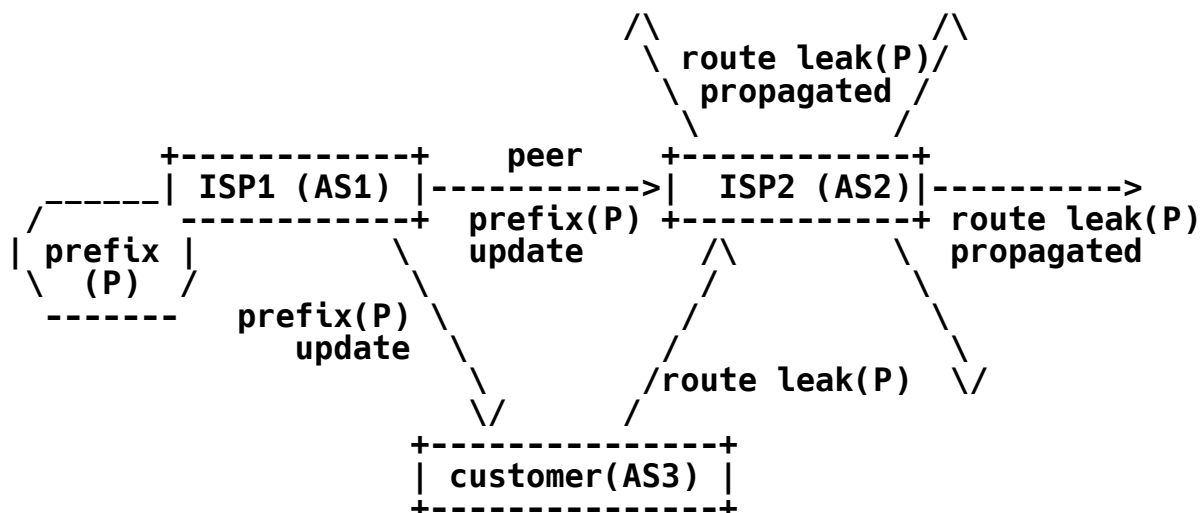 route leak(P)
propagated
peer
ISP1 (AS1)
ISP2 (AS2)
prefix(P)
update
route leak(P)
propagated
prefix
(P)
prefix(P)
update
route leak(P)
customer(AS3)